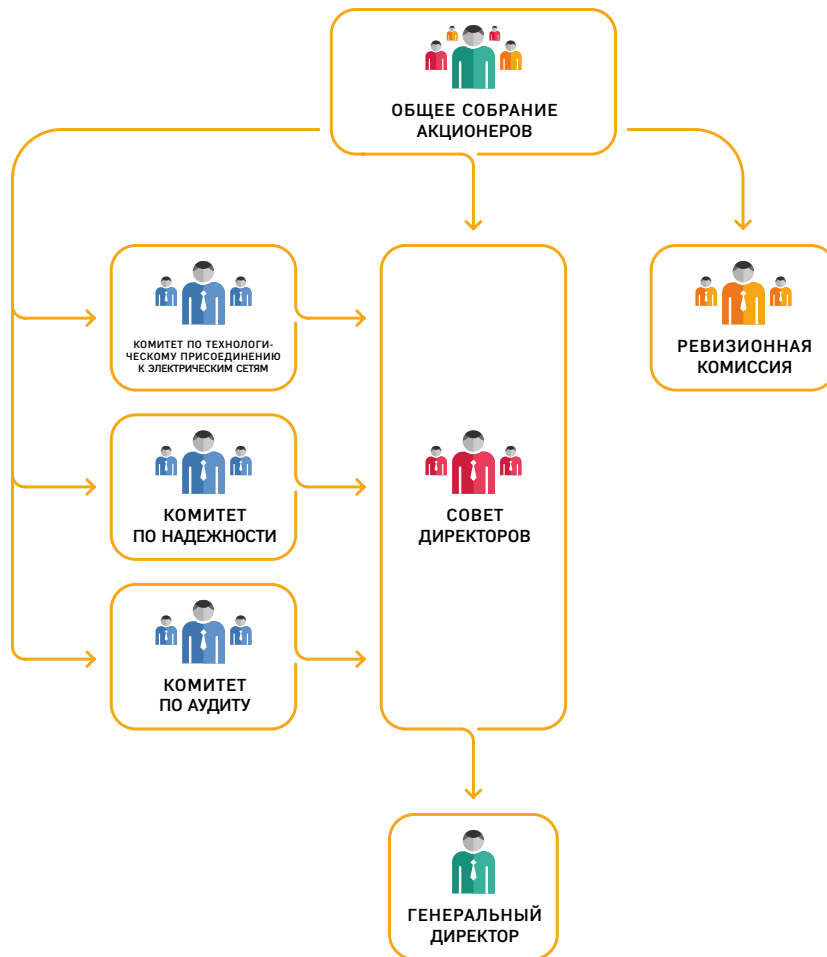 ОБЩЕЕ СОБРАНИЕ
АКЦИОНЕРОВ
КОМИТЕТ ПО ТЕХНОЛОГИ-
ЧЕСКОМУ ПРИСОЕДИНЕНИЮ
К ЭЛЕКТРИЧЕСКИМ СЕТЯМ
РЕВИЗИОННАЯ
КОМИССИЯ
КОМИТЕТ
ПО НАДЕЖНОСТИ
СОВЕТ
ДИРЕКТОРОВ
КОМИТЕТ
ПО АУДИТУ
ГЕНЕРАЛЬНЫЙ
ДИРЕКТОР